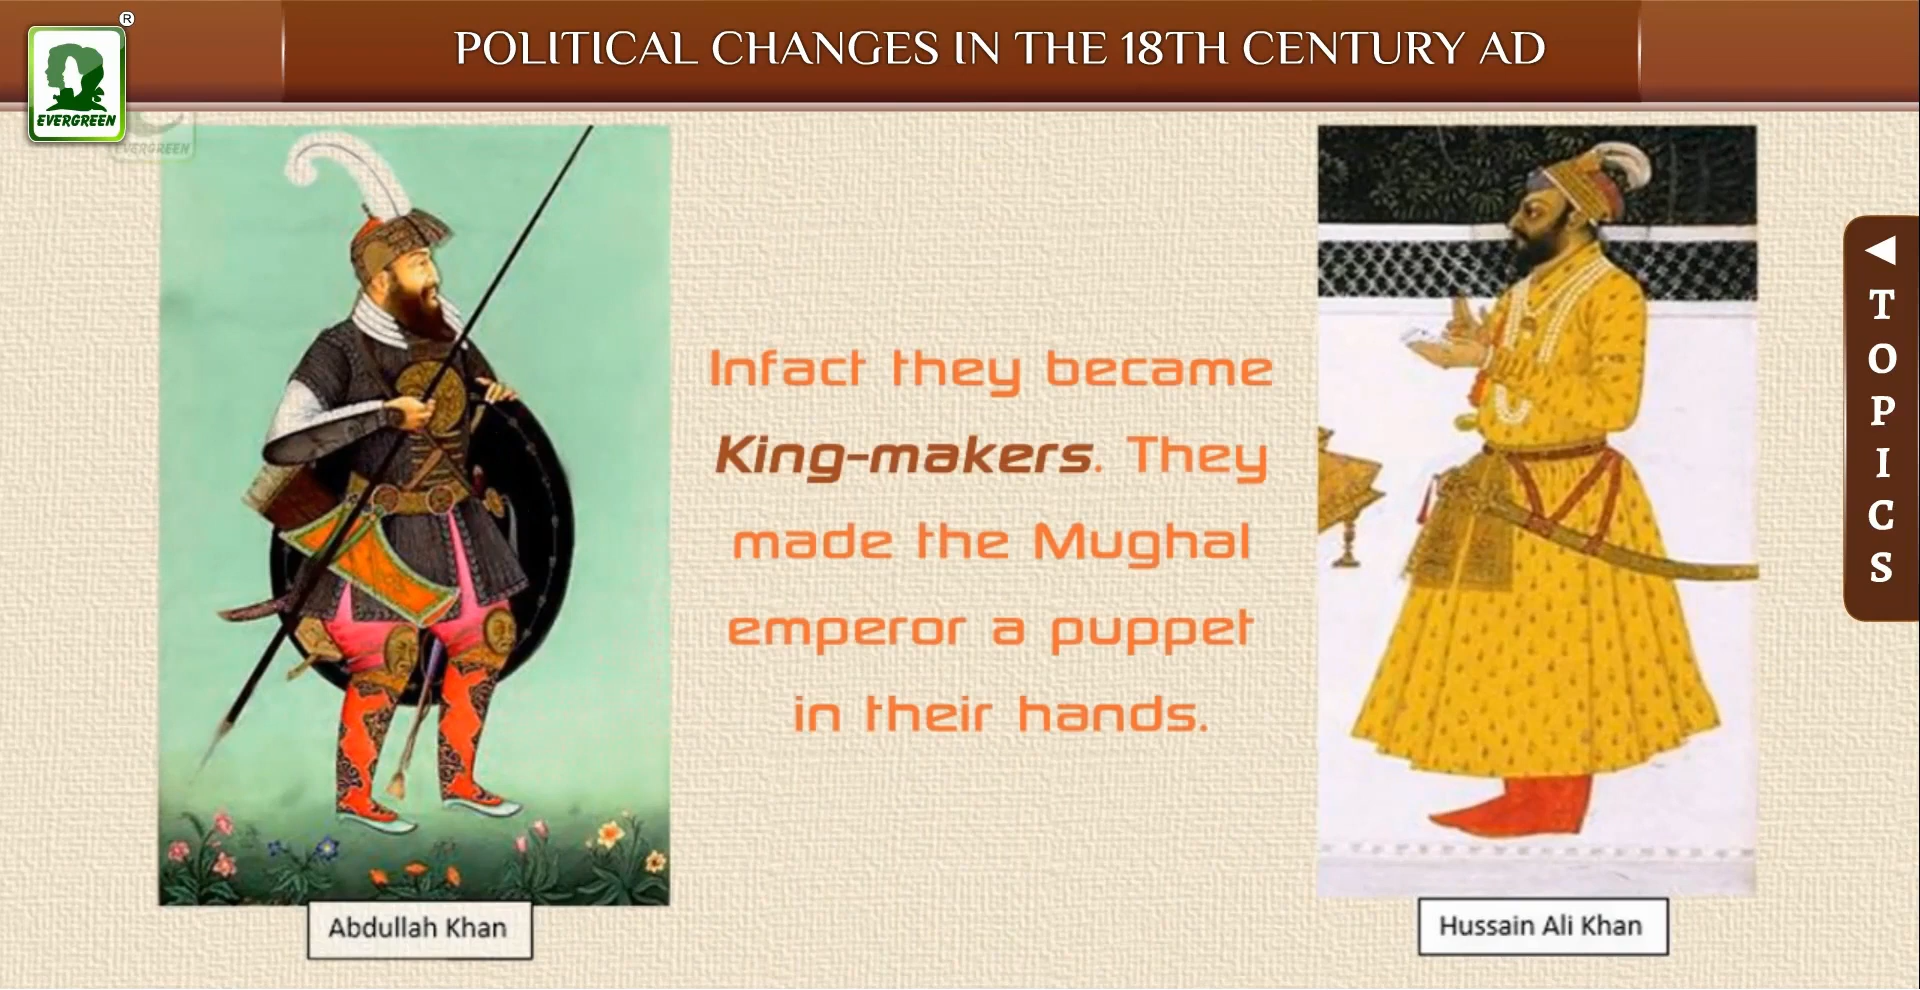 ®
EVERGREEN
POLITICAL CHANGES IN THE 18TH CENTURY AD
EVERGREEN
Infact they became
King-makers. They
made the Mughal
emperor a puppet
in their hands.
Abdullah Khan
Hussain Ali Khan
TOPICS